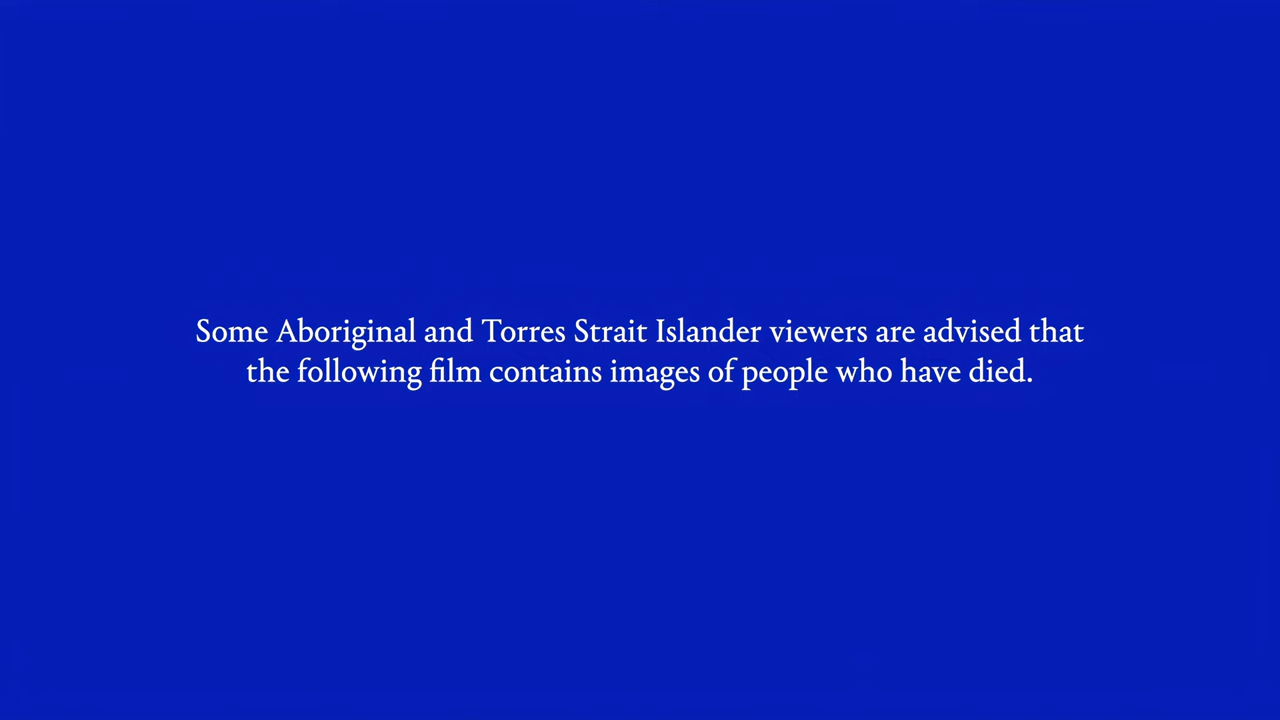 Some Aboriginal and Torres Strait Islander viewers are advised that
the following film contains images of people who have died.